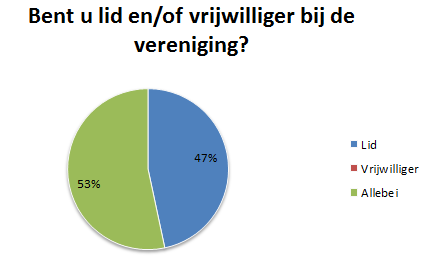 Bent u lid en/of vrijwilliger bij de
vereniging?
47%
53%
Lid
Vrijwilliger
Allebei